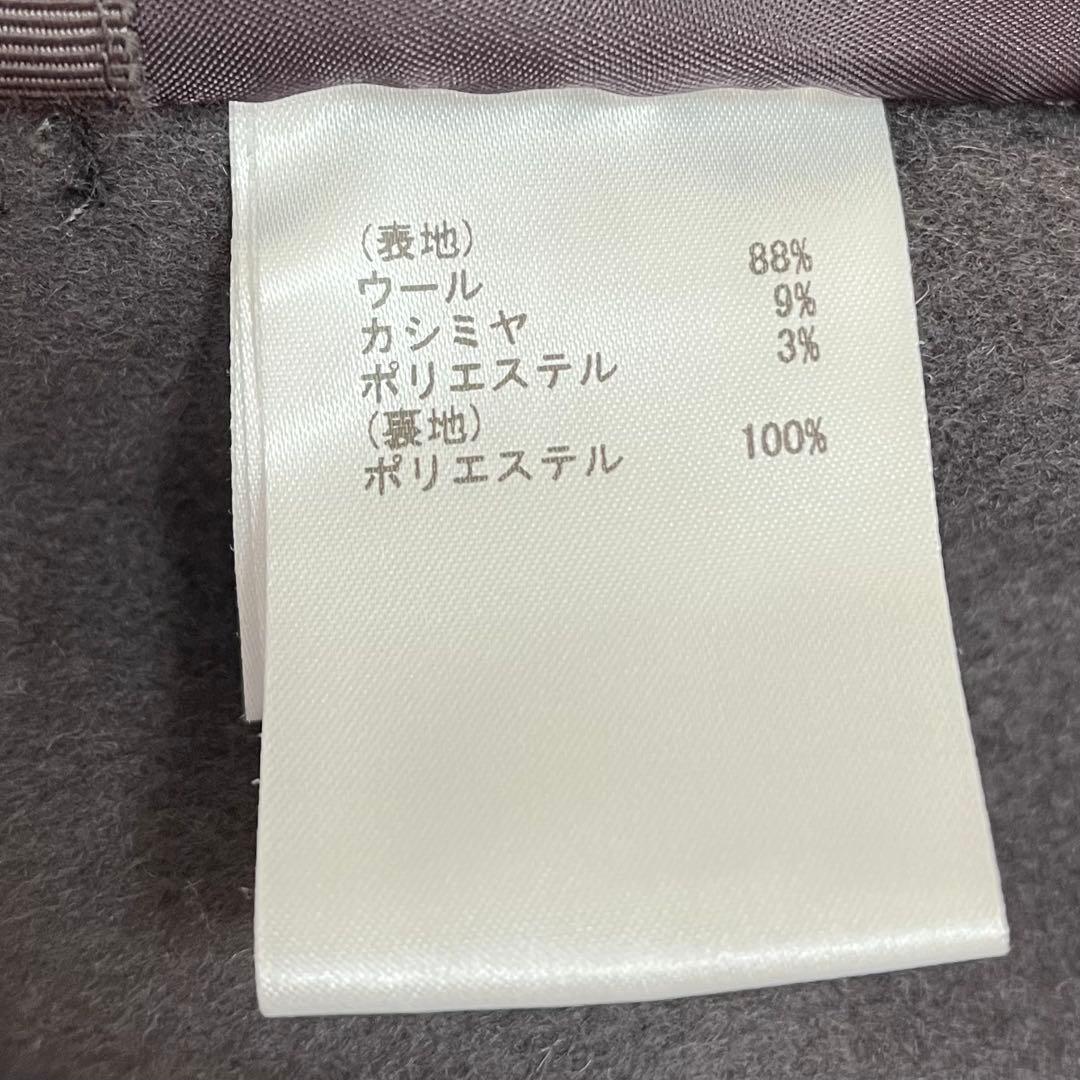 (表地)
ウール 88%
カシミヤ 9%
ポリエステル 3%
(裏地)
ポリエステル 100%